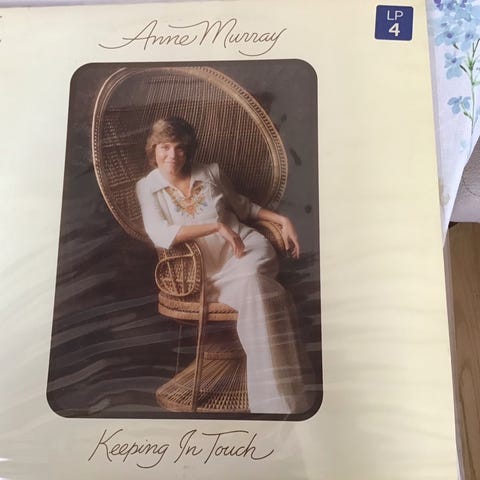 Anne Murray
LP
4
Keeping In Touch